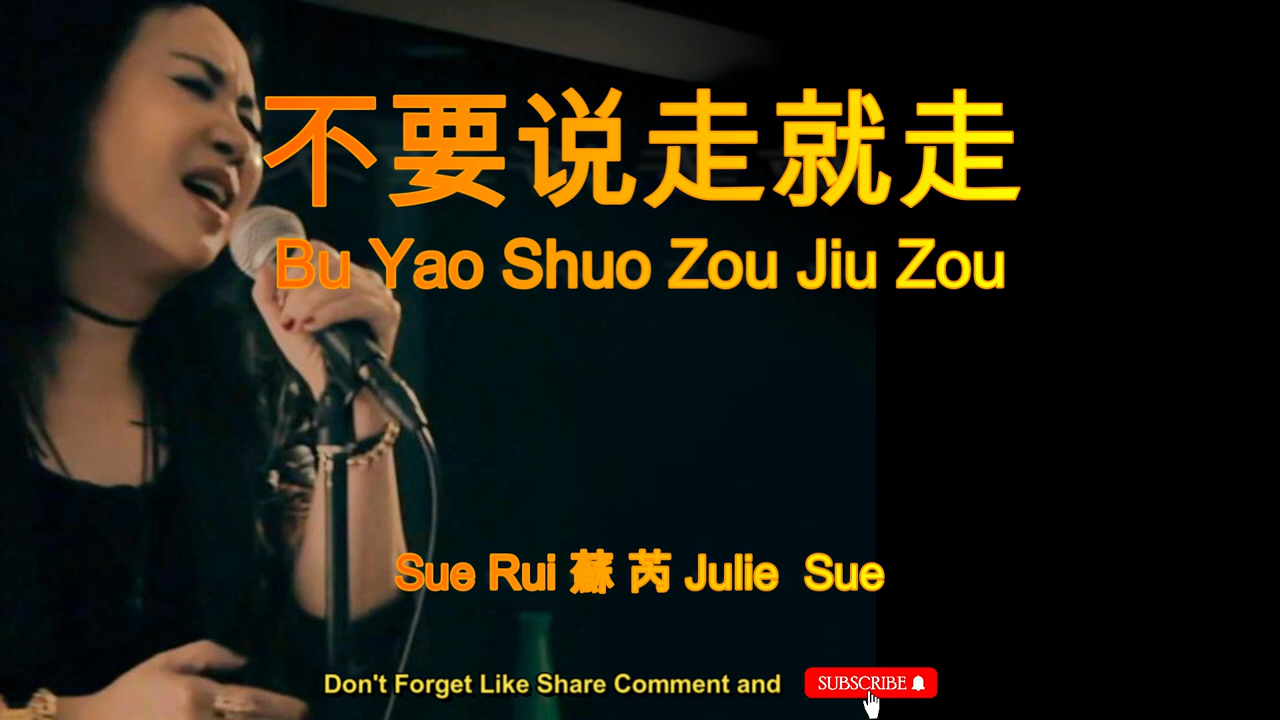 不要说走就走
Bu Yao Shuo Zou Jiu Zou
Sue Rui 蘇 芮 Julie Sue
Don't Forget Like Share Comment and SUBSCRIBE